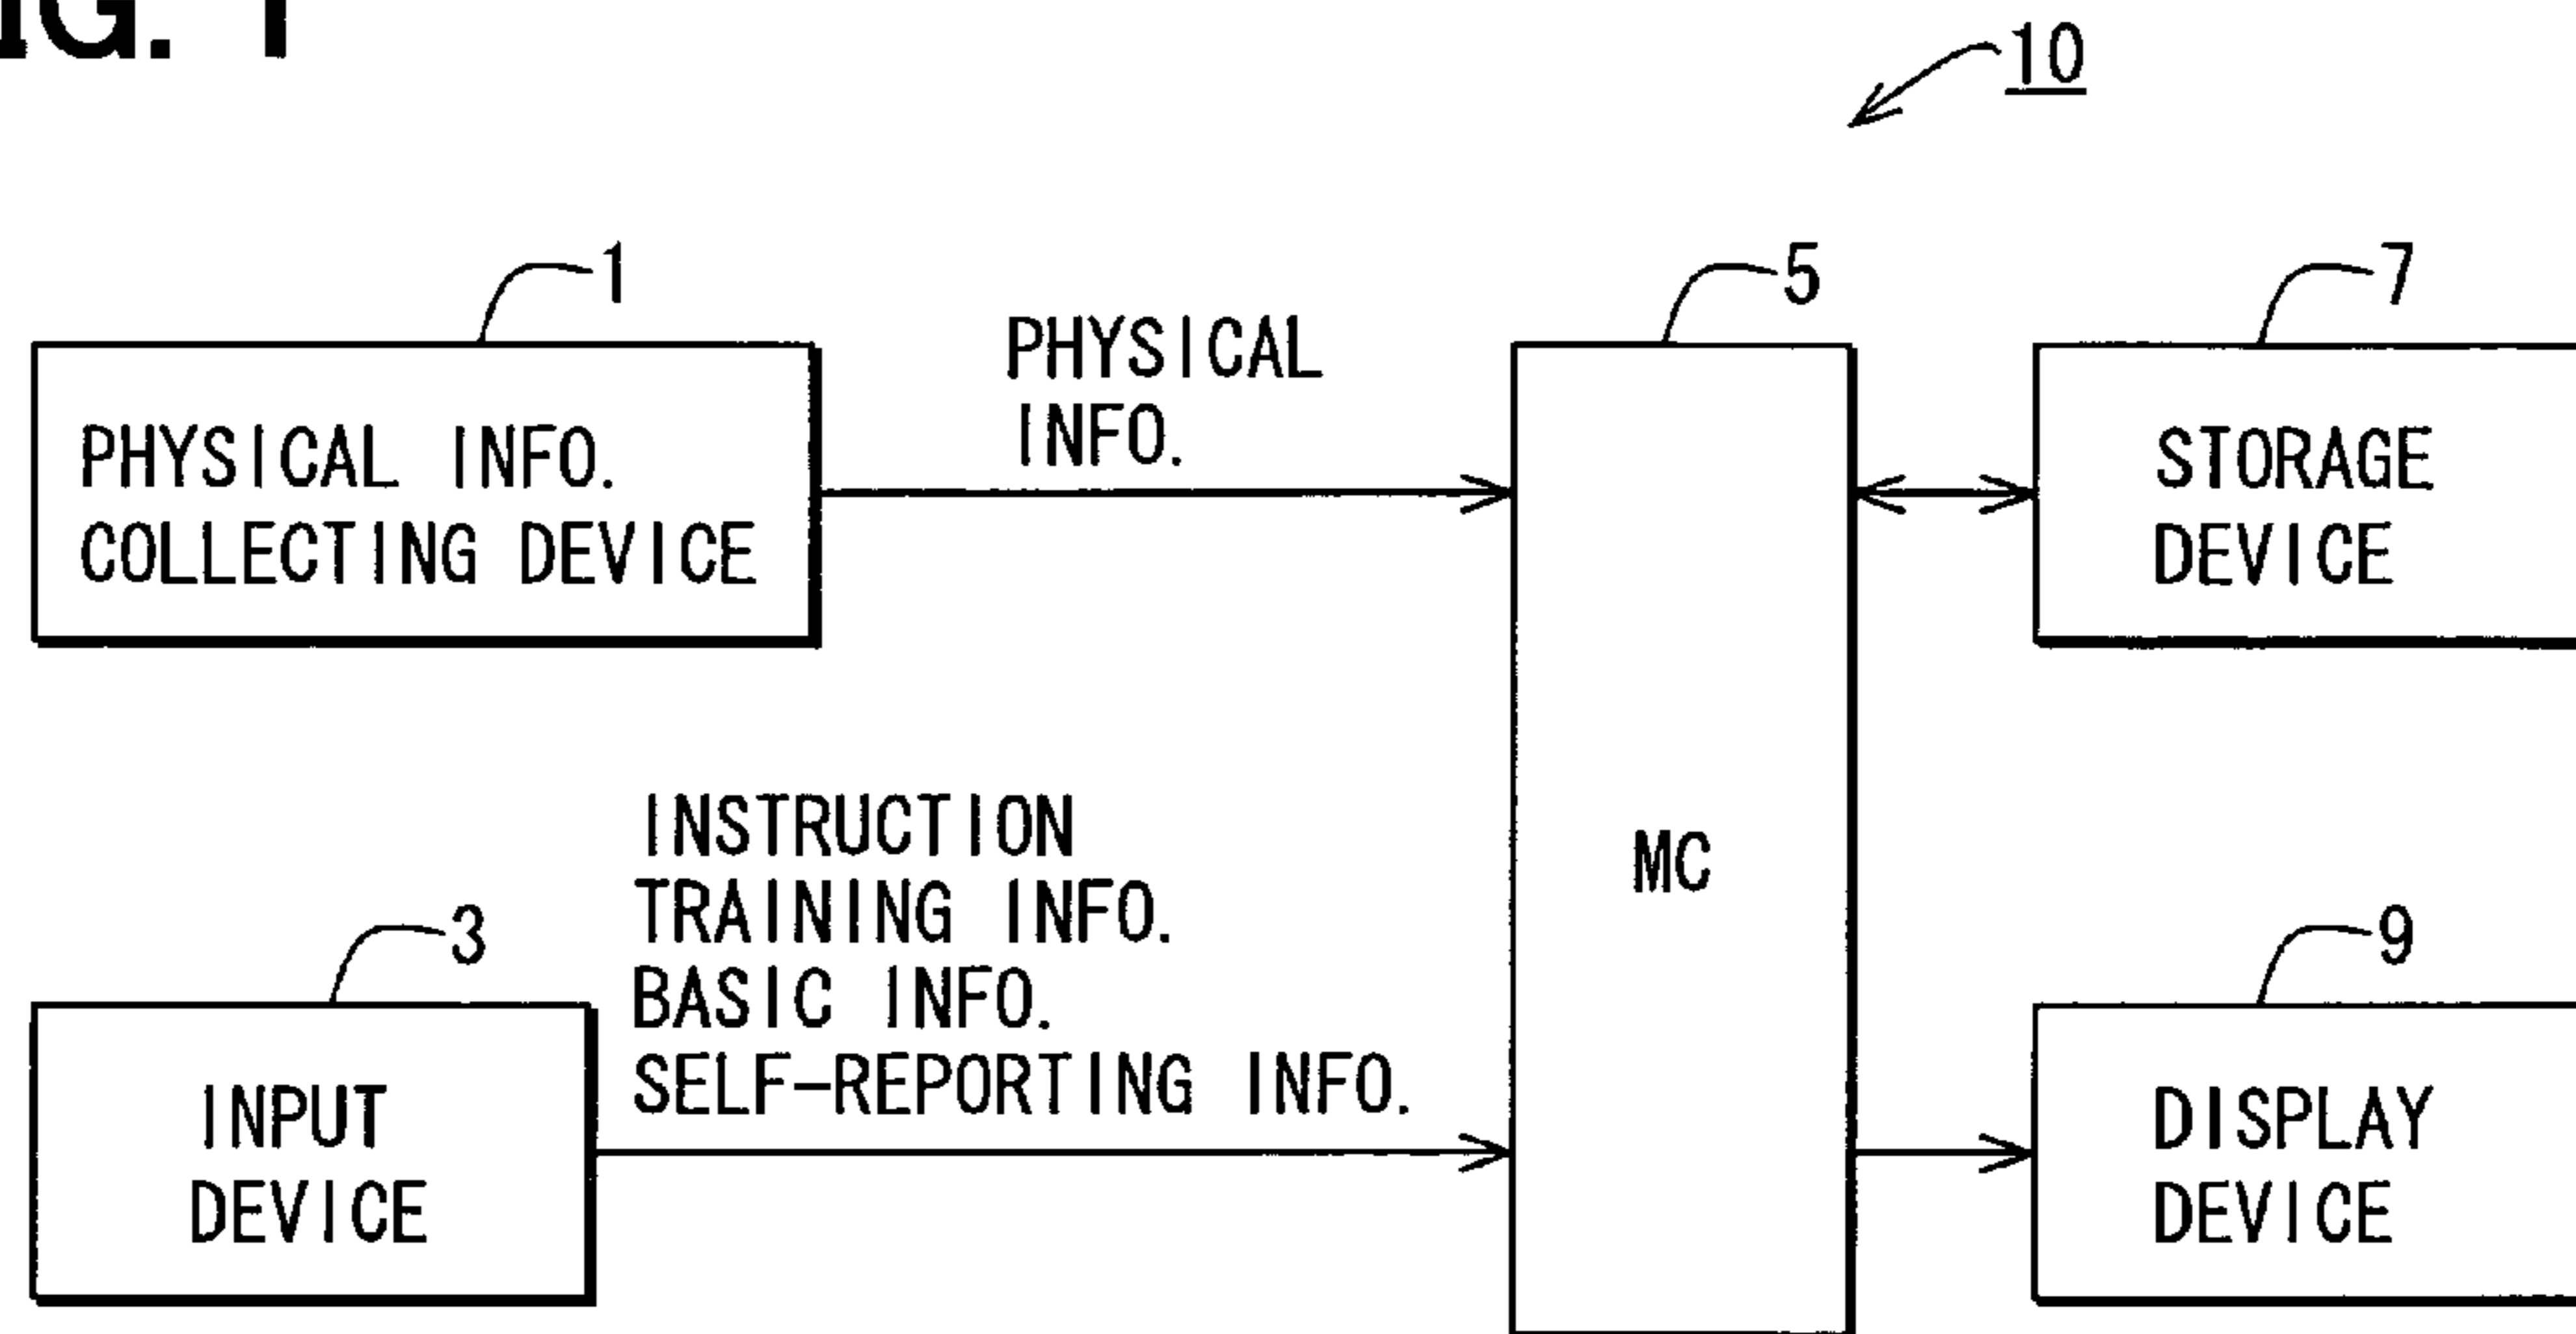 IG. 1
10
1
5
7
PHYSICAL
INFO.
PHYSICAL INFO.
COLLECTING DEVICE
STORAGE
DEVICE
INSTRUCTION
TRAINING INFO.
BASIC INFO.
SELF-REPORTING INFO.
MC
3
9
INPUT
DEVICE
DISPLAY
DEVICE